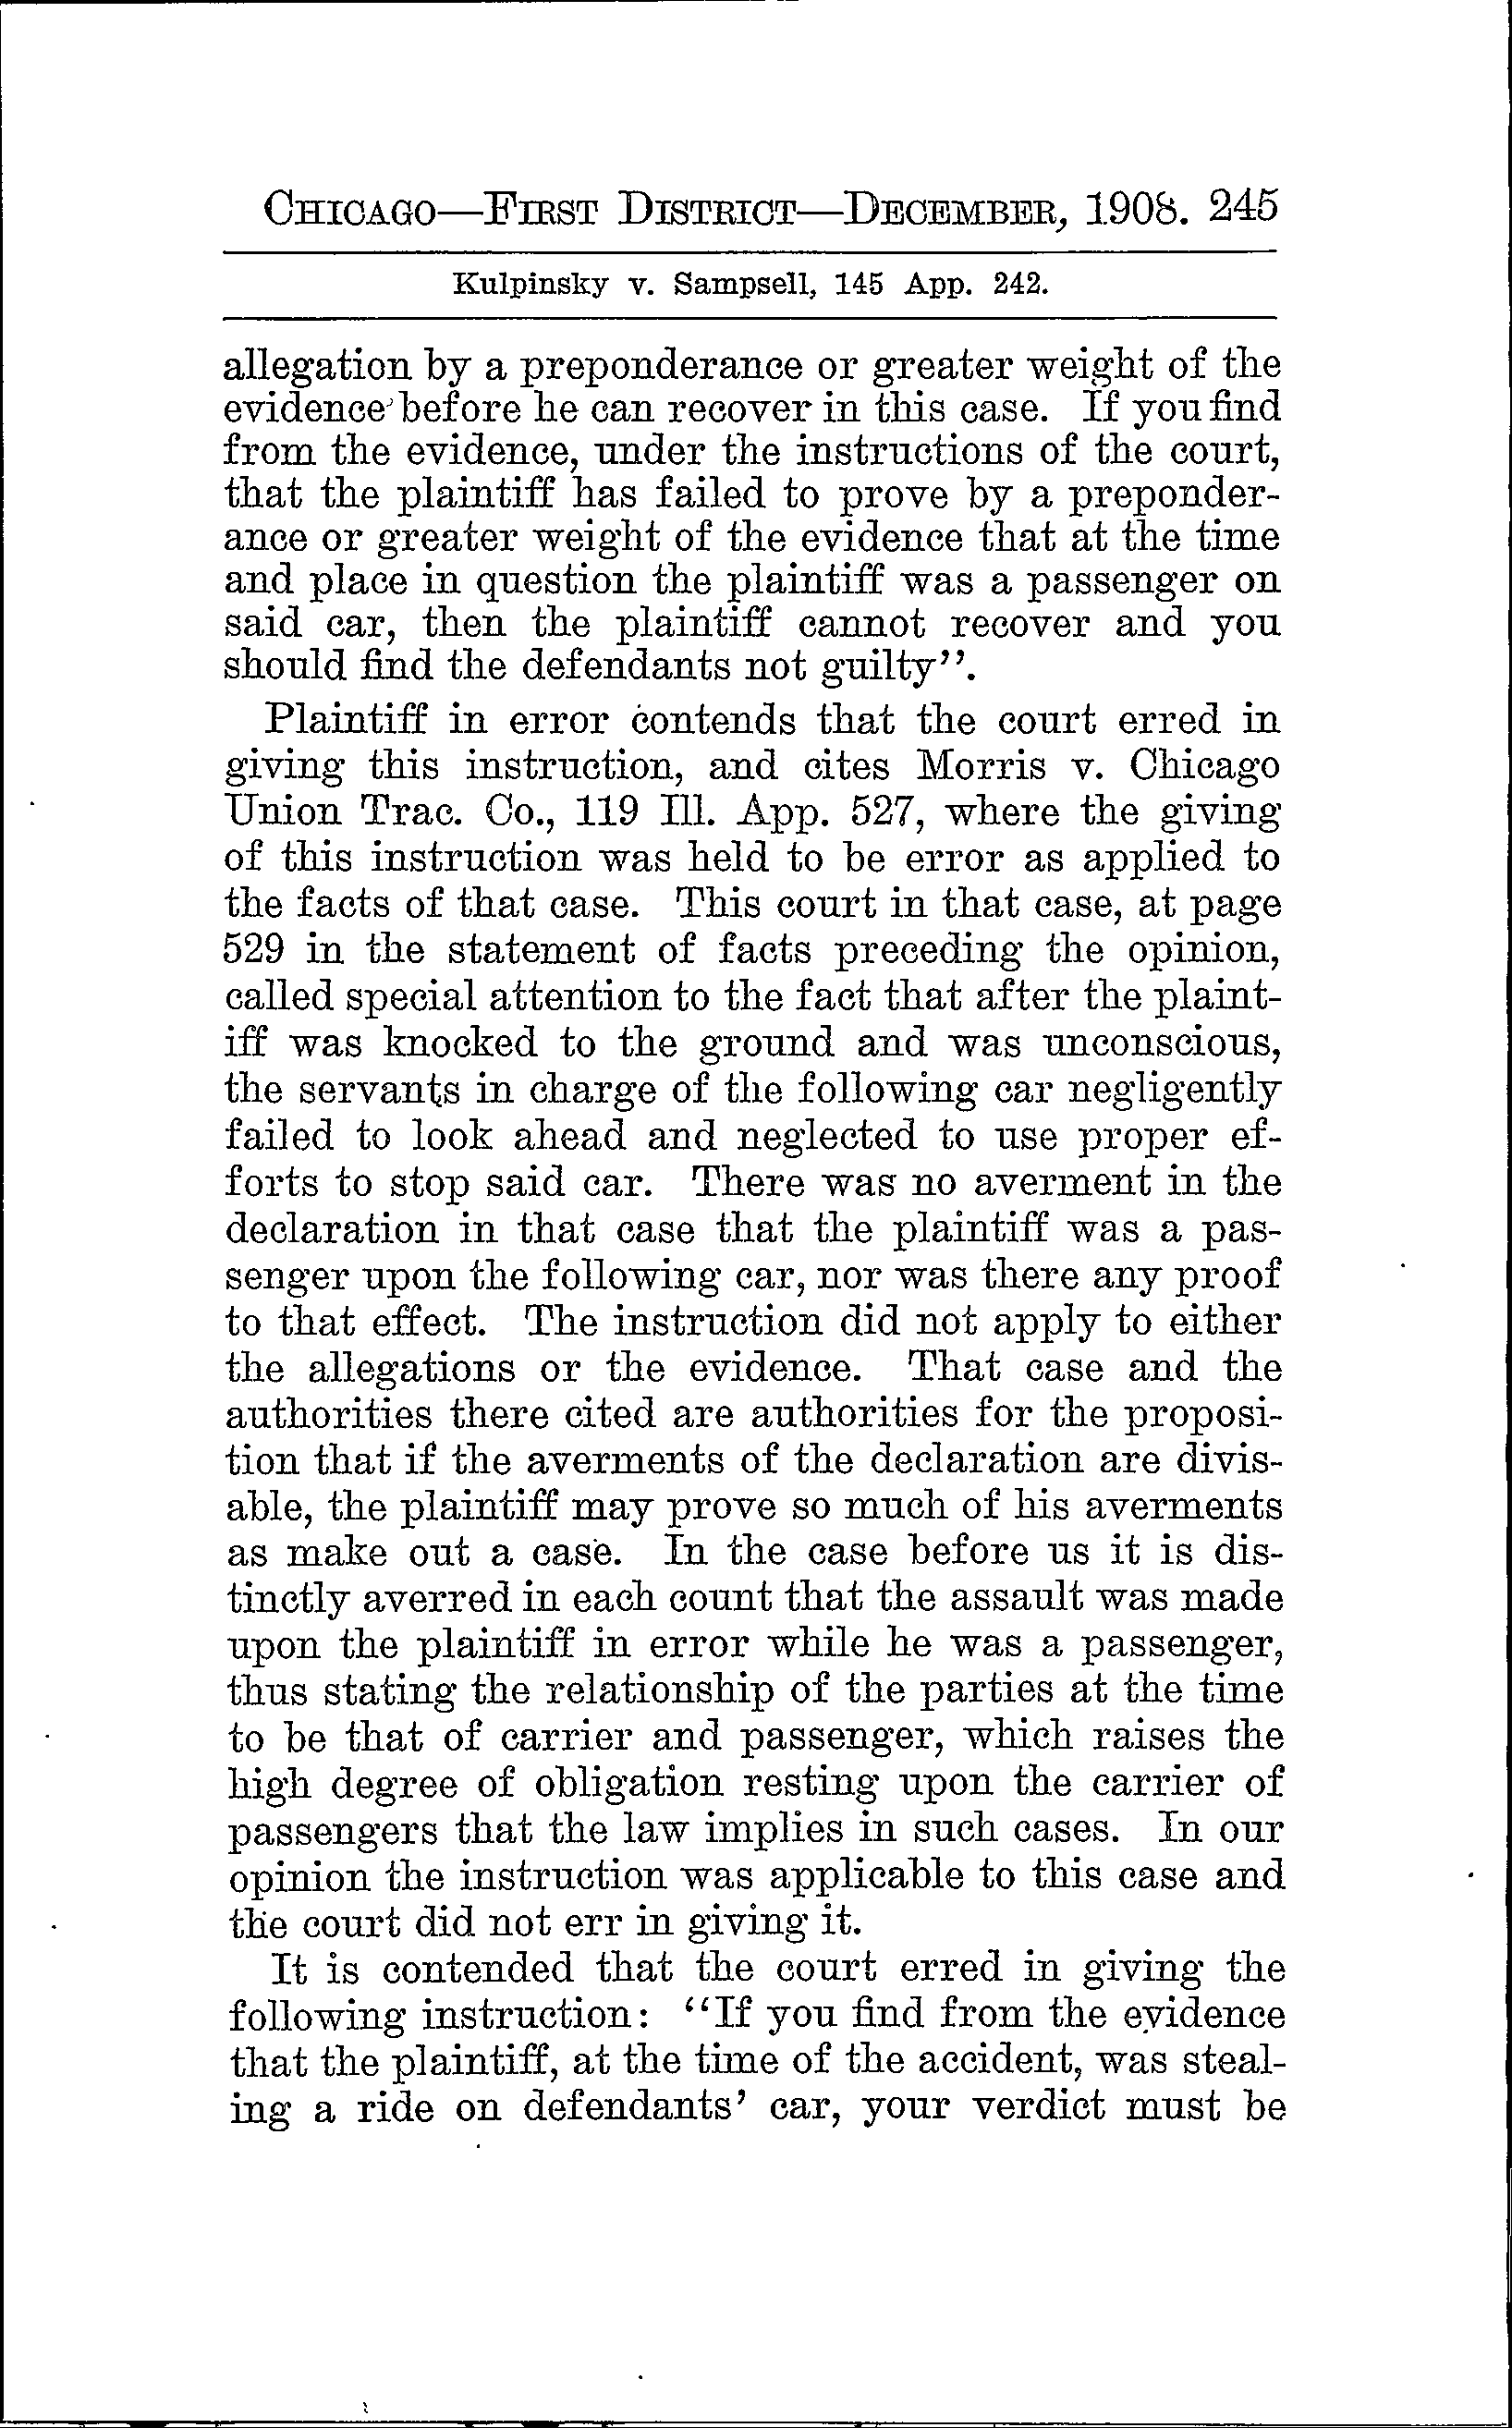 CHICAGO—FIRST DISTRICT—DECEMBER, 1908. 245
Kulpinsky v. Sampsell, 145 App. 242.
allegation by a preponderance or greater weight of the
evidence before he can recover in this case. If you find
from the evidence, under the instructions of the court,
that the plaintiff has failed to prove by a preponder-
ance or greater weight of the evidence that at the time
and place in question the plaintiff was a passenger on
said car, then the plaintiff cannot recover and you
should find the defendants not guilty’’.
Plaintiff in error contends that the court erred in
giving this instruction, and cites Morris v. Chicago
Union Trac. Co., 119 Ill. App. 527, where the giving
of this instruction was held to be error as applied to
the facts of that case. This court in that case, at page
529 in the statement of facts preceding the opinion,
called special attention to the fact that after the plaint-
iff was knocked to the ground and was unconscious,
the servants in charge of the following car negligently
failed to look ahead and neglected to use proper ef-
forts to stop said car. There was no averment in the
declaration in that case that the plaintiff was a pas-
senger upon the following car, nor was there any proof
to that effect. The instruction did not apply to either
the allegations or the evidence. That case and the
authorities there cited are authorities for the proposi-
tion that if the averments of the declaration are divis-
able, the plaintiff may prove so much of his averments
as make out a case. In the case before us it is dis-
tinctly averred in each count that the assault was made
upon the plaintiff in error while he was a passenger,
thus stating the relationship of the parties at the time
to be that of carrier and passenger, which raises the
high degree of obligation resting upon the carrier of
passengers that the law implies in such cases. In our
opinion the instruction was applicable to this case and
the court did not err in giving it.
It is contended that the court erred in giving the
following instruction: ‘‘If you find from the evidence
that the plaintiff, at the time of the accident, was steal-
ing a ride on defendants’ car, your verdict must be